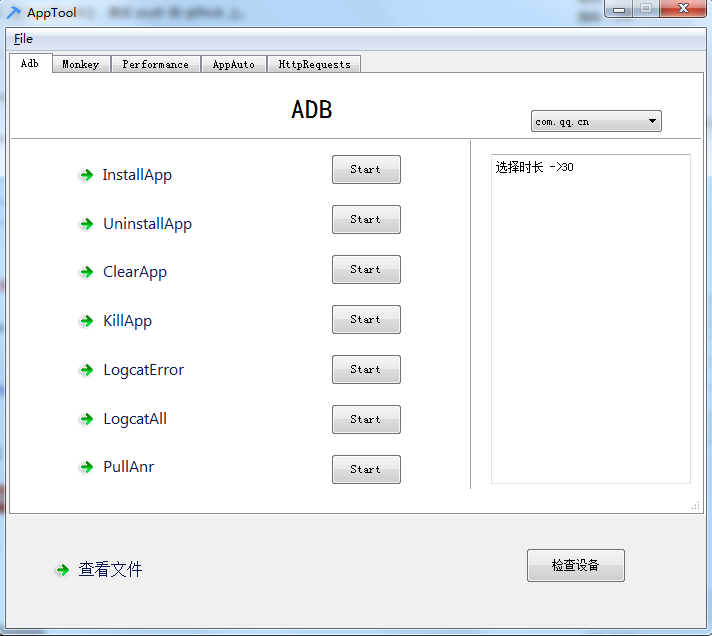 AppTool
File
Adb Monkey Performance AppAuto HttpRequests
ADB
com.qq.cn
选择时长 ->30
InstallApp Start
UninstallApp Start
ClearApp Start
KillApp Start
LogcatError Start
LogcatAll Start
PullAnr Start
查看文件 检查设备